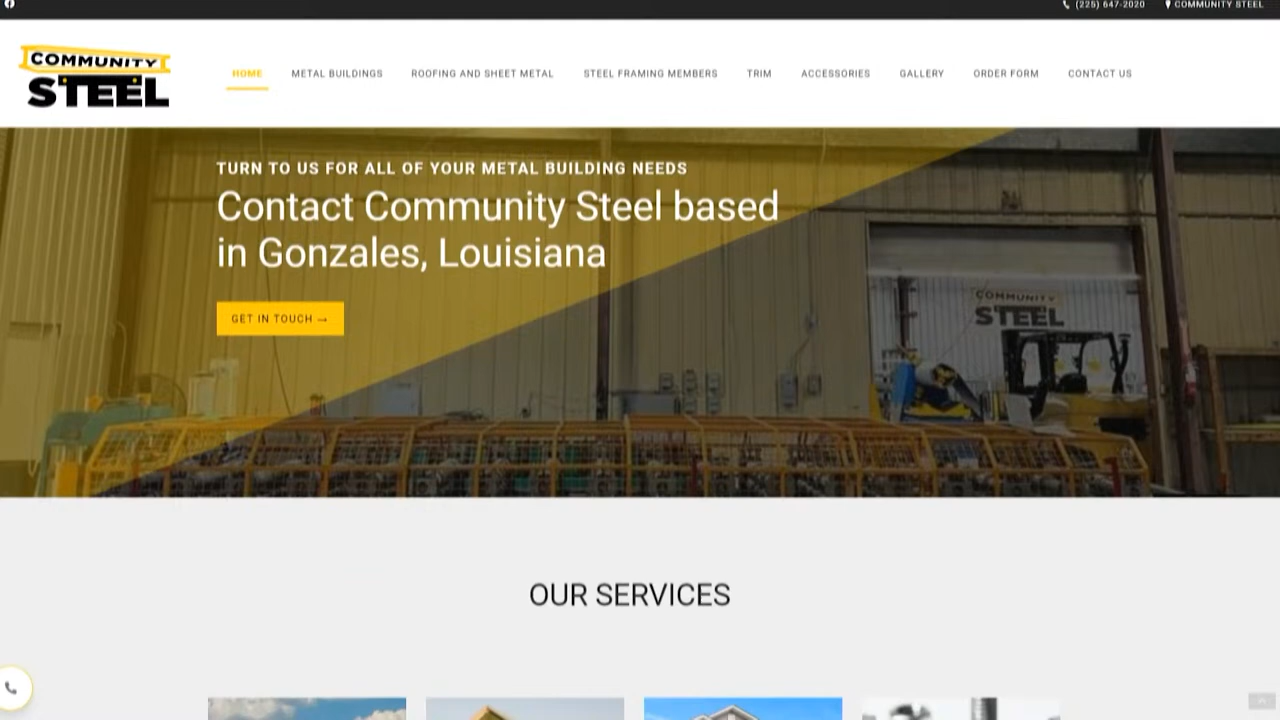 (225) 647-2020
COMMUNITY STEEL
COMMUNITY
STEEL
HOME
METAL BUILDINGS
ROOFING AND SHEET METAL
STEEL FRAMING MEMBERS
TRIM
ACCESSORIES
GALLERY
ORDER FORM
CONTACT US
TURN TO US FOR ALL OF YOUR METAL BUILDING NEEDS
Contact Community Steel based
in Gonzales, Louisiana
GET IN TOUCH →
COMMUNITY
STEEL
OUR SERVICES